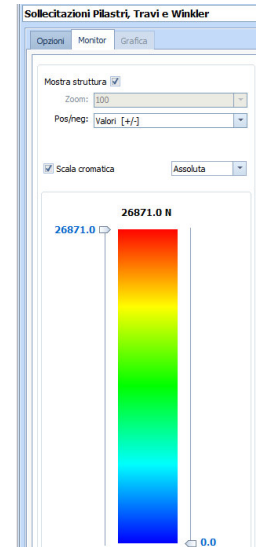 Sollecitazioni Pilastri, Travi e Winkler
Opzioni Monitor Grafica
Mostra struttura
Zoom: 100
Pos/neg: Valori [+/-]
Scala cromatica Assoluta
26871.0 N
26871.0
0.0